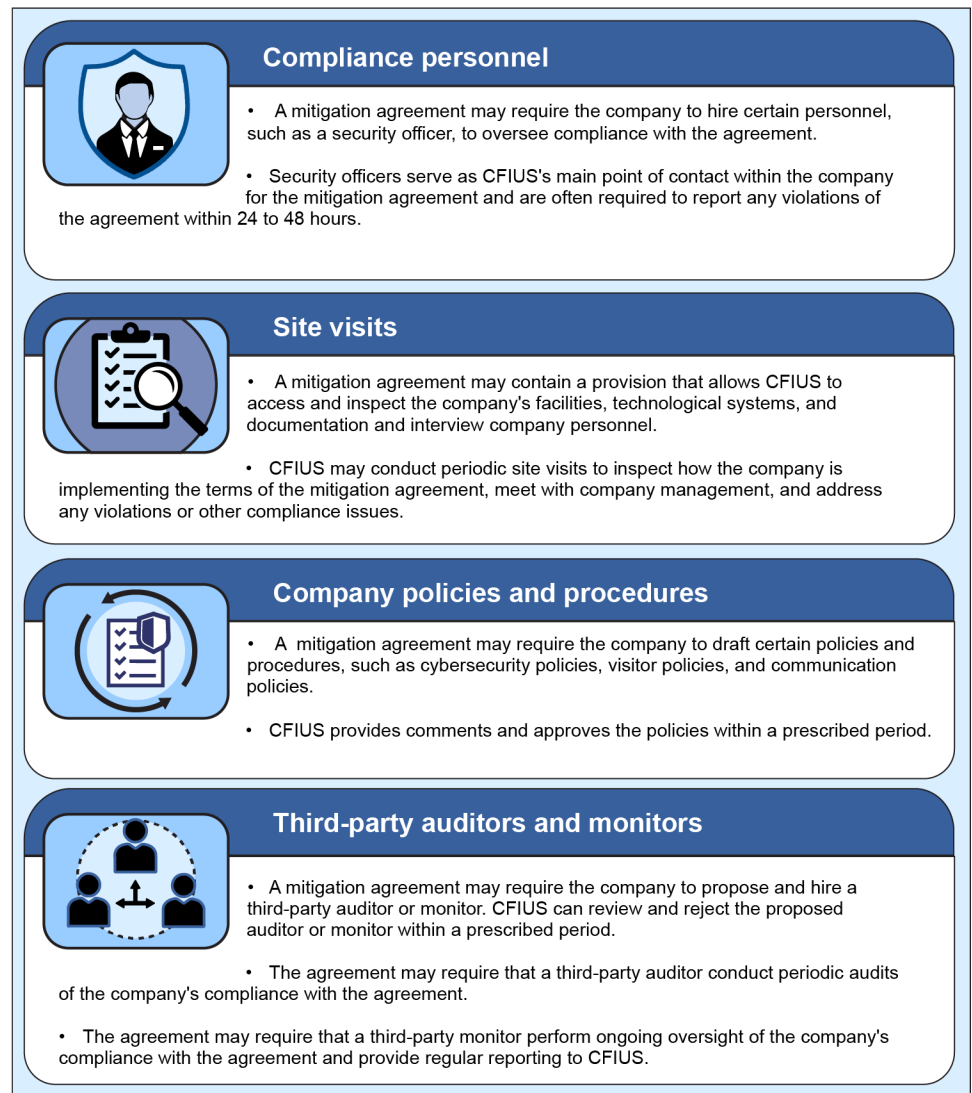 Compliance personnel
• A mitigation agreement may require the company to hire certain personnel,
such as a security officer, to oversee compliance with the agreement.
• Security officers serve as CFIUS's main point of contact within the company
for the mitigation agreement and are often required to report any violations of
the agreement within 24 to 48 hours.
Site visits
• A mitigation agreement may contain a provision that allows CFIUS to
access and inspect the company's facilities, technological systems, and
documentation and interview company personnel.
• CFIUS may conduct periodic site visits to inspect how the company is
implementing the terms of the mitigation agreement, meet with company management, and address
any violations or other compliance issues.
Company policies and procedures
• A mitigation agreement may require the company to draft certain policies and
procedures, such as cybersecurity policies, visitor policies, and communication
policies.
• CFIUS provides comments and approves the policies within a prescribed period.
Third-party auditors and monitors
• A mitigation agreement may require the company to propose and hire a
third-party auditor or monitor. CFIUS can review and reject the proposed
auditor or monitor within a prescribed period.
• The agreement may require that a third-party auditor conduct periodic audits
of the company's compliance with the agreement.
• The agreement may require that a third-party monitor perform ongoing oversight of the company's
compliance with the agreement and provide regular reporting to CFIUS.